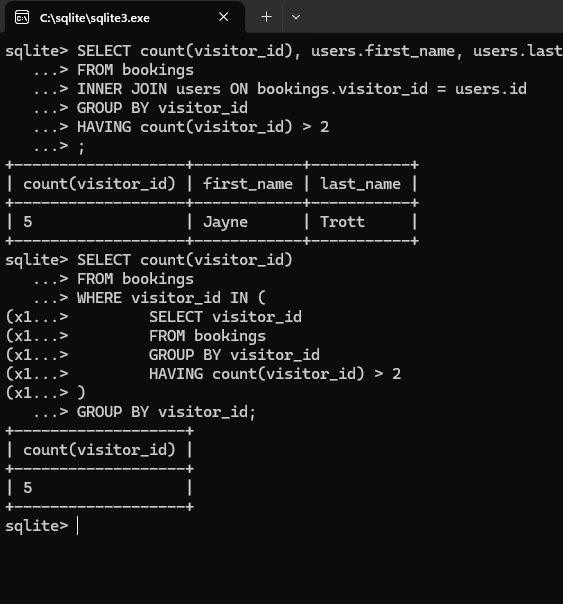 C:\sqlite\sqlite3.exe
sqlite> SELECT count(visitor_id), users.first_name, users.last
   ...> FROM bookings
   ...> INNER JOIN users ON bookings.visitor_id = users.id
   ...> GROUP BY visitor_id
   ...> HAVING count(visitor_id) > 2
   ...> ;
+-------------------+------------+-----------+
| count(visitor_id) | first_name | last_name |
+-------------------+------------+-----------+
| 5                 | Jayne      | Trott     |
+-------------------+------------+-----------+
sqlite> SELECT count(visitor_id)
   ...> FROM bookings
   ...> WHERE visitor_id IN (
(x1...>         SELECT visitor_id
(x1...>         FROM bookings
(x1...>         GROUP BY visitor_id
(x1...>         HAVING count(visitor_id) > 2
(x1...> )
   ...> GROUP BY visitor_id;
+-------------------+
| count(visitor_id) |
+-------------------+
| 5                 |
+-------------------+
sqlite>